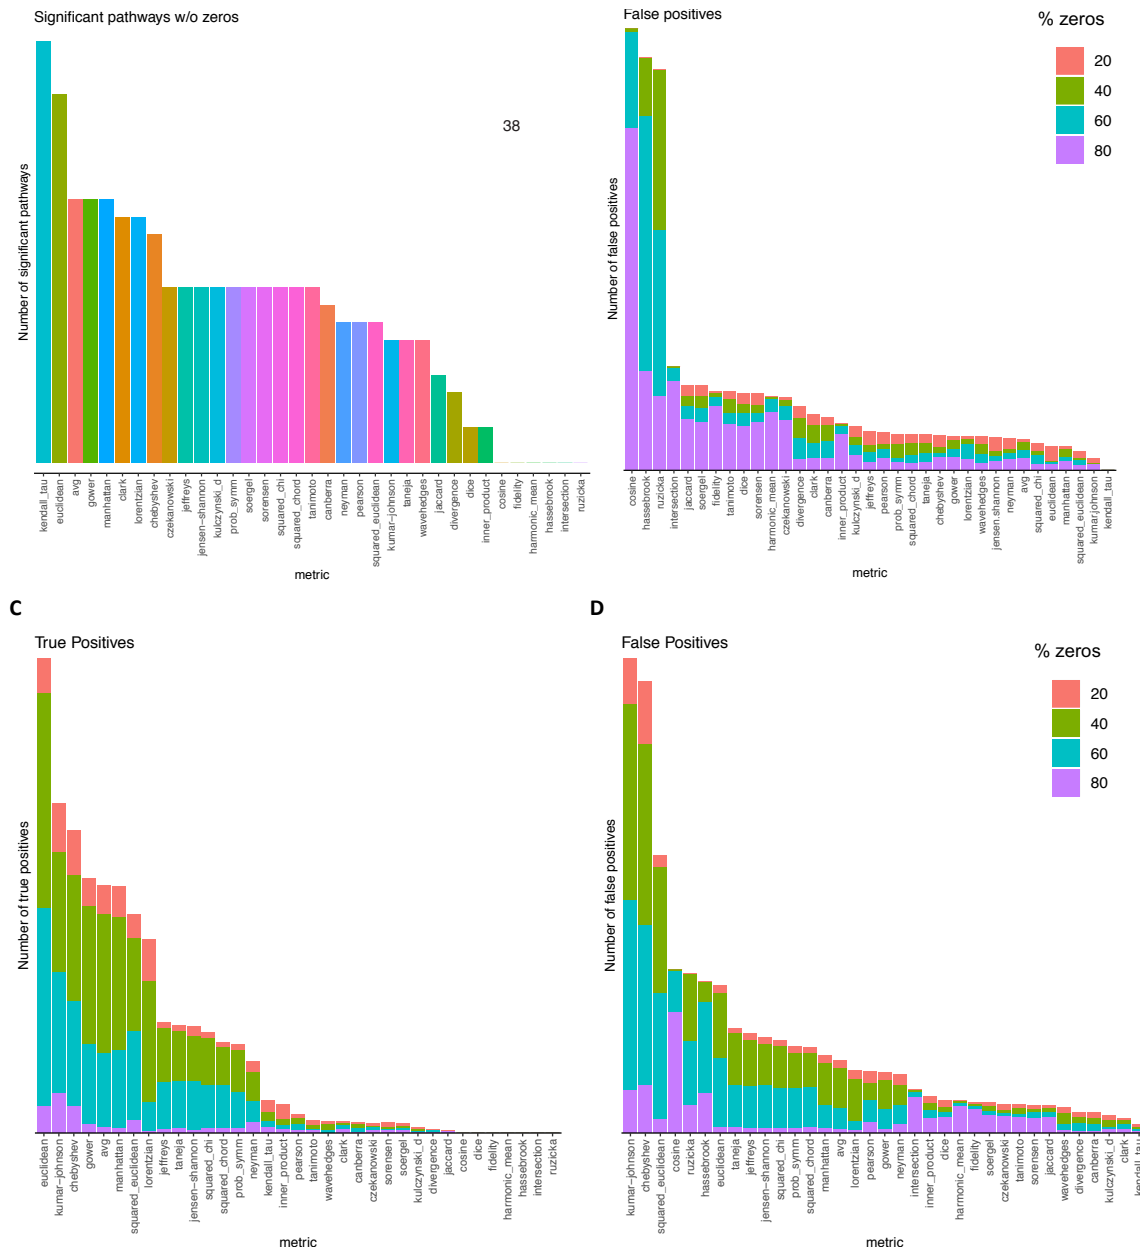 Significant pathways w/o zeros
Number of significant pathways
38
kendall_tau
euclidean
avg
gower
manhattan
clark
lorentzian
chebyshev
czekanowski
jeffreys
jensen−shannon
kulczynski_d
prob_symm
soergel
sorensen
squared_chi
squared_chord
tanimoto
canberra
neyman
pearson
squared_euclidean
kumar−johnson
taneja
wavehedges
jaccard
divergence
dice
inner_product
cosine
fidelity
harmonic_mean
hassebrook
intersection
ruzicka
metric
False positives
Number of false positives
% zeros
20
40
60
80
cosine
hassebrook
ruzicka
intersection
jaccard
soergel
fidelity
tanimoto
dice
sorensen
harmonic_mean
czekanowski
divergence
clark
canberra
inner_product
kulczynski_d
jeffreys
pearson
prob_symm
squared_chord
taneja
chebyshev
gower
lorentzian
wavehedges
jensen.shannon
neyman
avg
squared_chi
euclidean
manhattan
squared_euclidean
kumar.johnson
kendall_tau
metric
C
True Positives
Number of true positives
euclidean
kumar−johnson
chebyshev
gower
avg
manhattan
squared_euclidean
lorentzian
jeffreys
taneja
jensen−shannon
squared_chi
squared_chord
prob_symm
neyman
kendall_tau
inner_product
pearson
tanimoto
wavehedges
clark
canberra
czekanowski
sorensen
soergel
kulczynski_d
divergence
jaccard
cosine
dice
fidelity
harmonic_mean
hassebrook
intersection
ruzicka
metric
D
False Positives
Number of false positives
% zeros
20
40
60
80
kumar−johnson
chebyshev
squared_euclidean
cosine
ruzicka
hassebrook
euclidean
taneja
jeffreys
jensen−shannon
squared_chi
prob_symm
squared_chord
manhattan
avg
lorentzian
pearson
gower
neyman
intersection
inner_product
dice
harmonic_mean
fidelity
soergel
czekanowski
tanimoto
sorensen
jaccard
wavehedges
divergence
canberra
kulczynski_d
clark
kendall_tau
metric